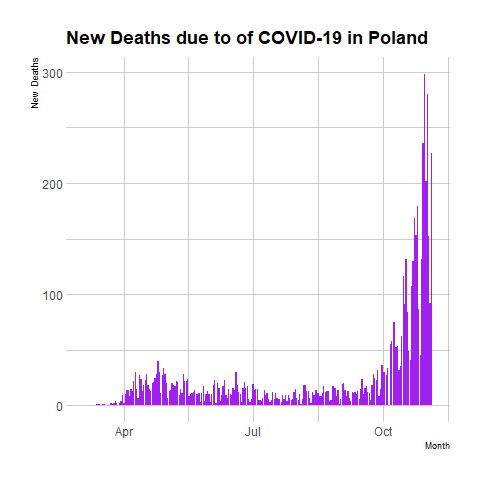 New Deaths due to of COVID-19 in Poland
New Deaths
300
200
100
0
Apr
Jul
Oct
Month